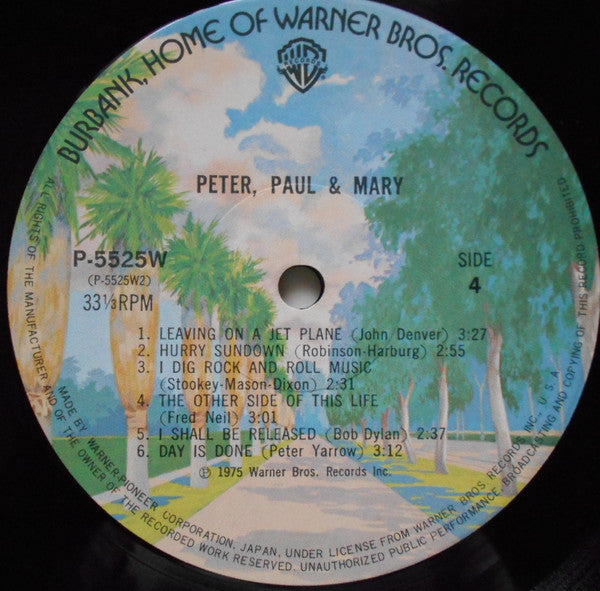 BURBANK, HOME OF WARNER BROS. RECORDS
RECORDS
PETER, PAUL & MARY
P-5525W
(P-5525W2)
33⅓RPM
SIDE
4
1. LEAVING ON A JET PLANE (John Denver) 3:27
2. HURRY SUNDOWN (Robinson-Harburg) 2:55
3. I DIG ROCK AND ROLL MUSIC
(Stookey-Mason-Dixon) 2:31
4. THE OTHER SIDE OF THIS LIFE
(Fred Neil) 3:01
5. I SHALL BE RELEASED (Bob Dylan) 2:37
6. DAY IS DONE (Peter Yarrow) 3:12
℗ 1975 Warner Bros. Records Inc.
MADE BY WARNER-PIONEER CORPORATION, JAPAN, UNDER LICENSE FROM WARNER BROS RECORDS INC., U.S.A.
ALL RIGHTS OF THE MANUFACTURER AND OF THE OWNER OF THE RECORDED WORK RESERVED. UNAUTHORIZED PUBLIC PERFORMANCE, BROADCASTING AND COPYING OF THIS RECORD PROHIBITED.